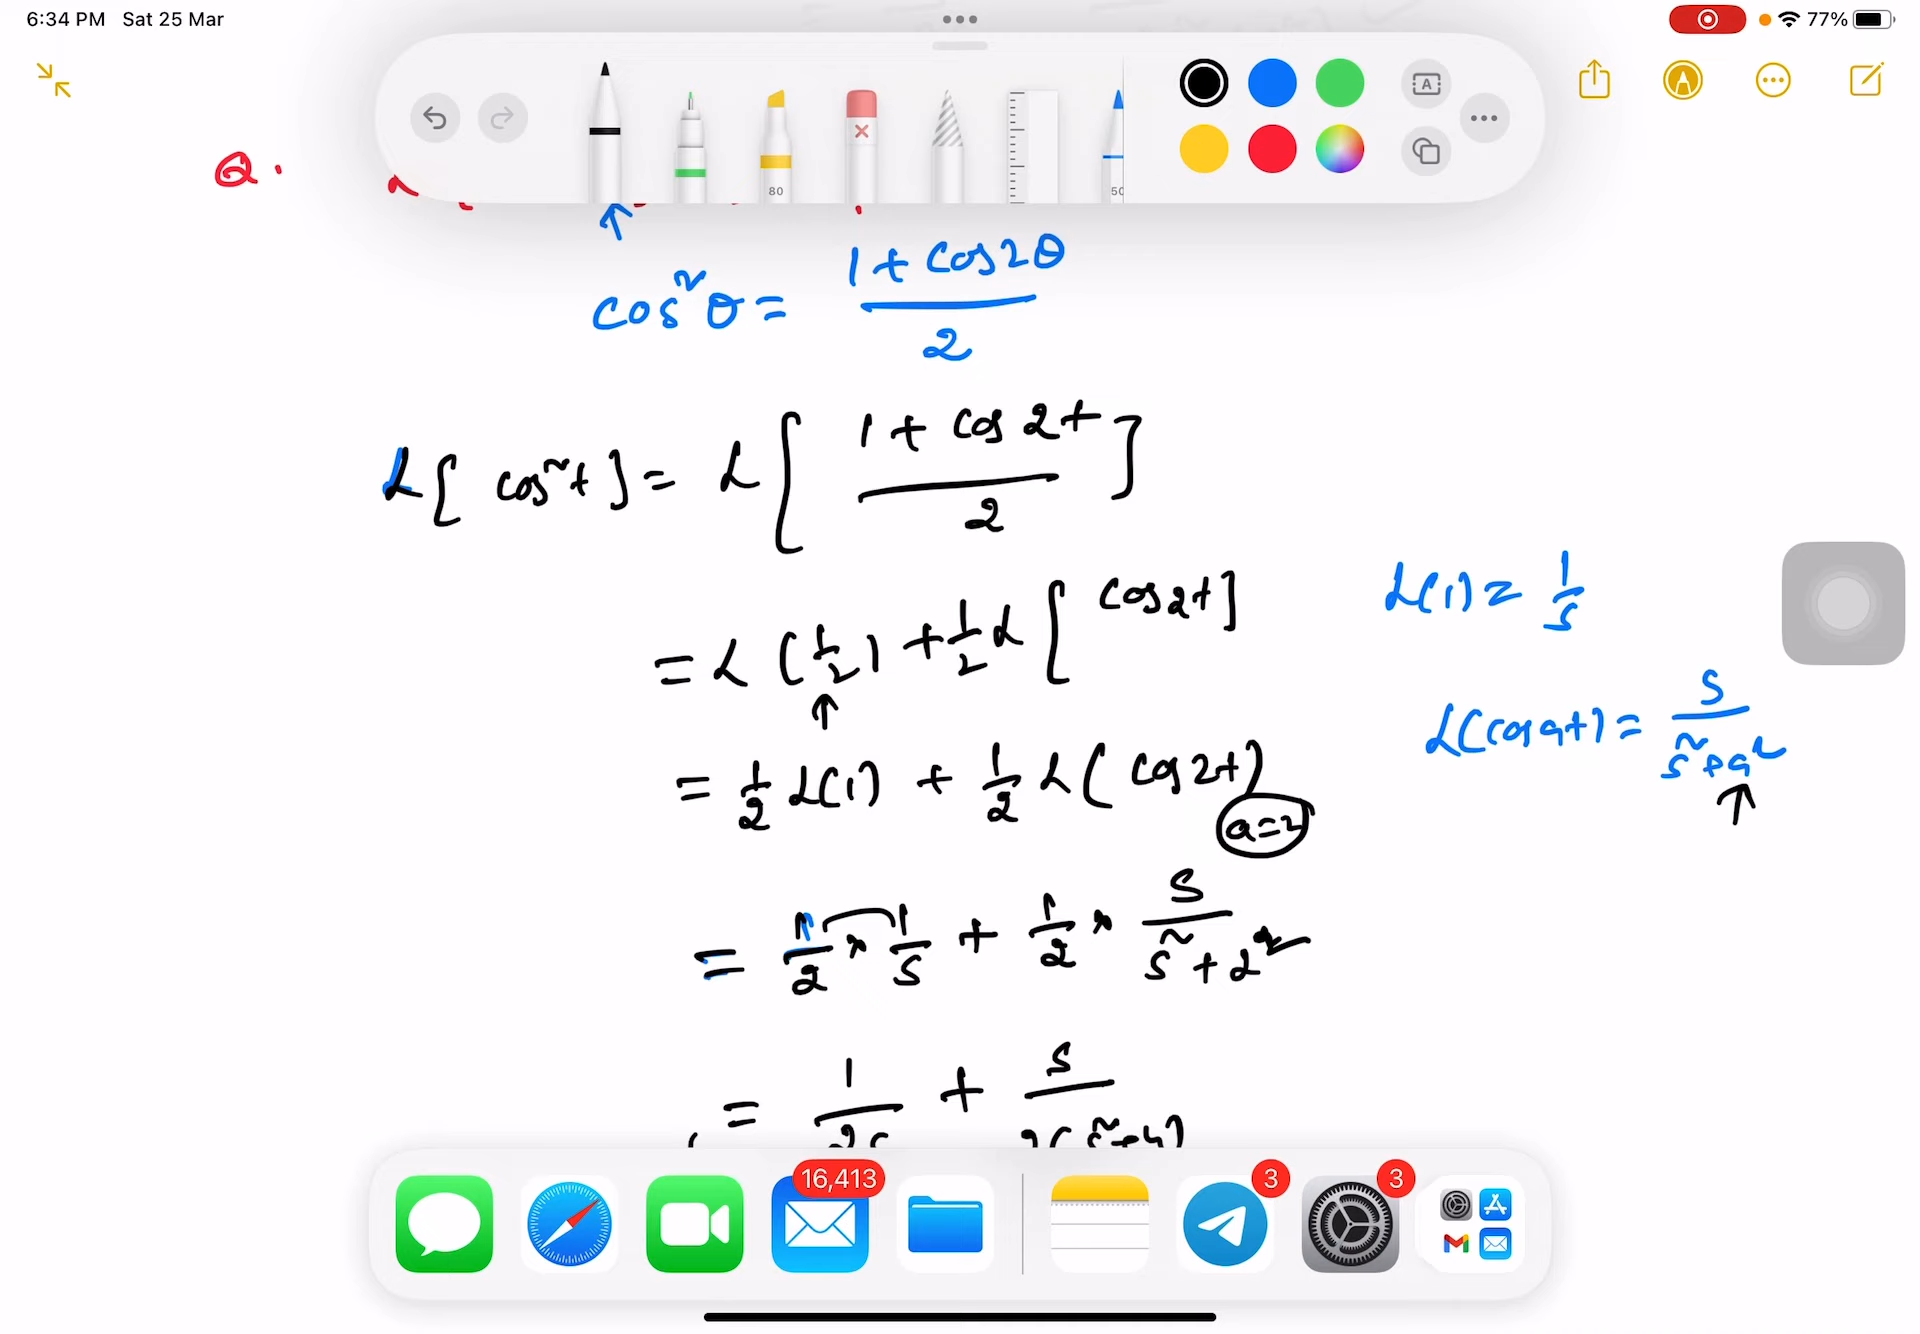 6:34 PM Sat 25 Mar
77%
A
80
50
Q.
cos²θ = (1 + cos2θ)/2
L[cos²t] = L[(1 + cos 2t)/2]
= L(1/2) + 1/2 L[cos2t]
L(1) = 1/s
= 1/2 L(1) + 1/2 L(cos 2t)
L(cos at) = s/(s² + a²)
a=2
= 1/2 × 1/s + 1/2 × s/(s² + 2²)
= 1/2s + s/2(s²+4)
16,413
3
3